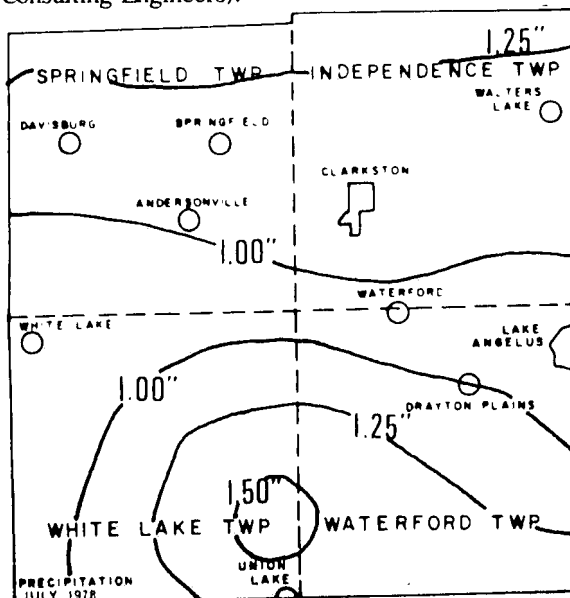 Consulting Engineers).
1.25"
SPRINGFIELD TWP
INDEPENDENCE TWP
WALTERS LAKE
DAVISBURG
SPRINGFIELD
CLARKSTON
ANDERSONVILLE
1.00"
WATERFORD
WHITE LAKE
LAKE ANGELUS
1.00"
DRAYTON PLAINS
1.25"
1.50"
WHITE LAKE TWP
WATERFORD TWP
UNION LAKE
PRECIPITATION
JULY, 1978